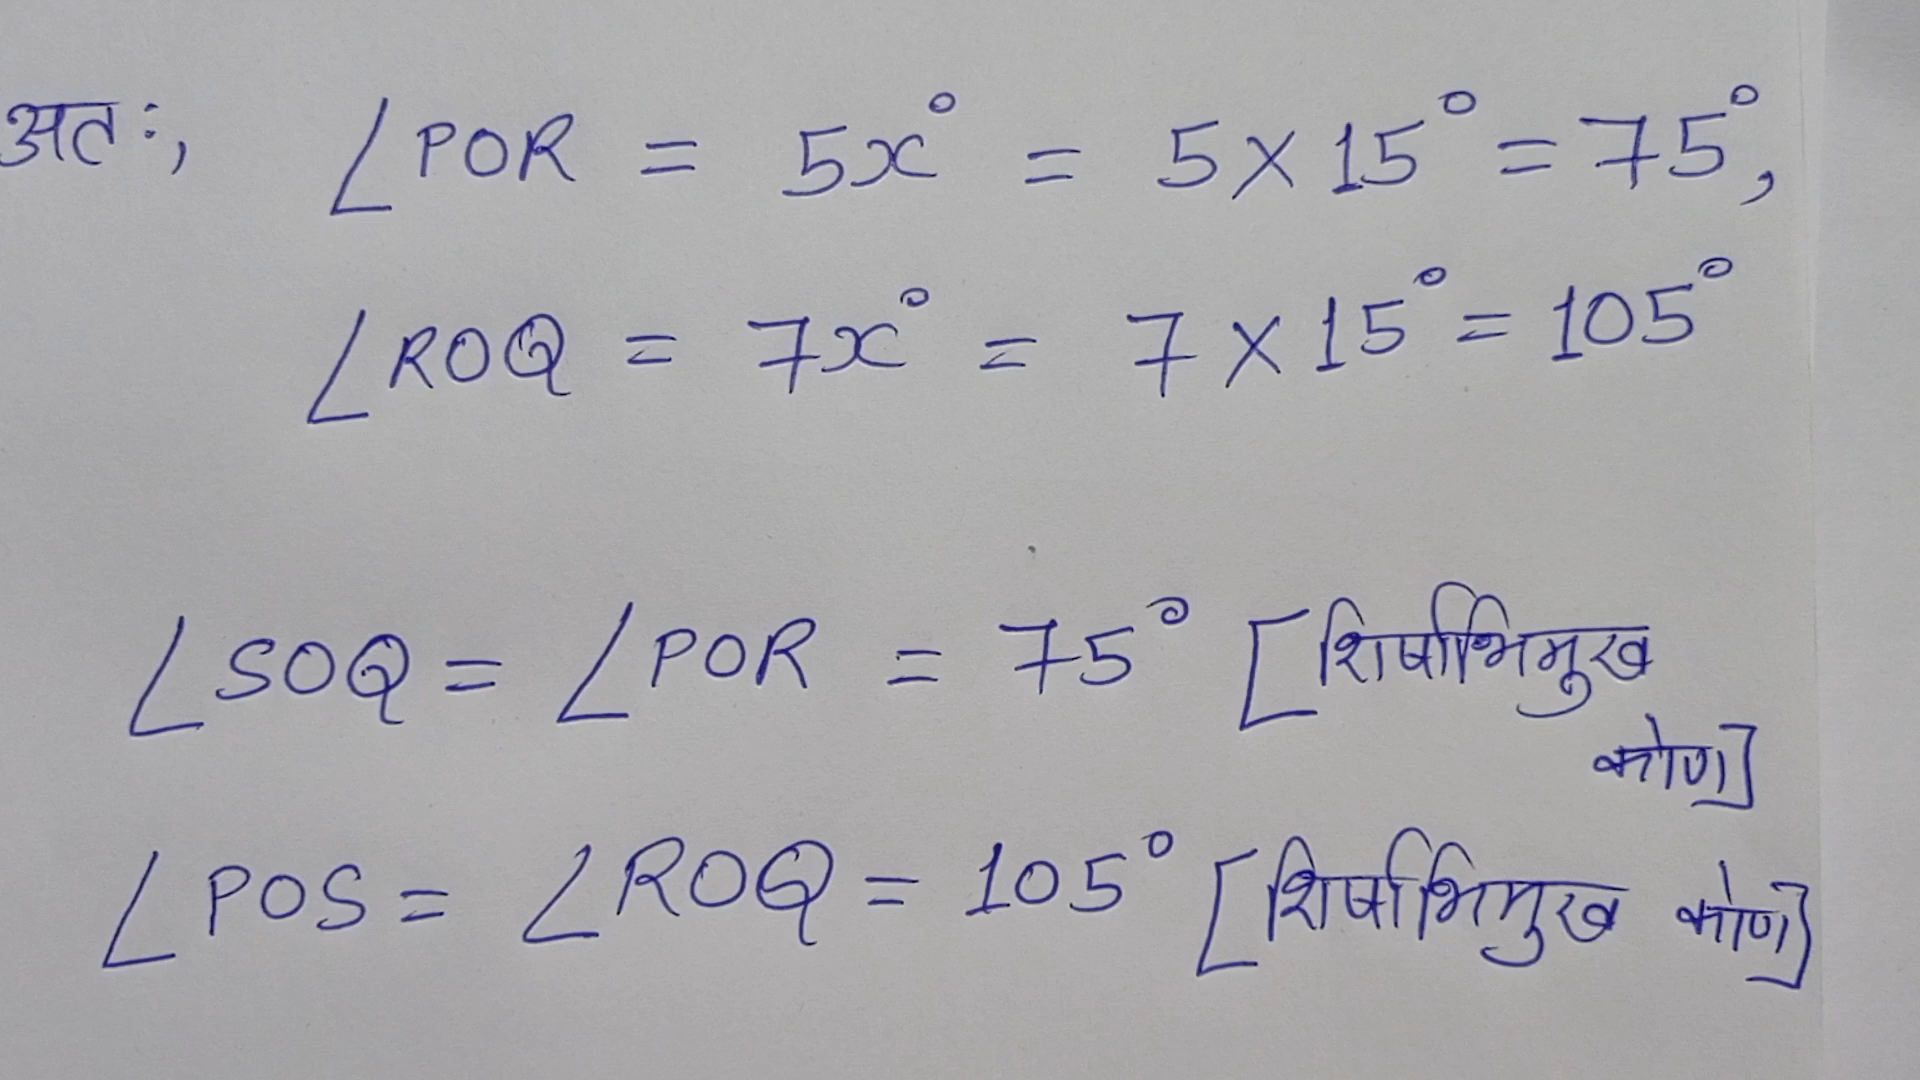 अतः, ∠POR = 5x° = 5×15° = 75°,
∠ROQ = 7x° = 7×15° = 105°
∠SOQ = ∠POR = 75° [शिर्षाभिमुख
कोण]
∠POS = ∠ROQ = 105° [शिर्षाभिमुख कोण]